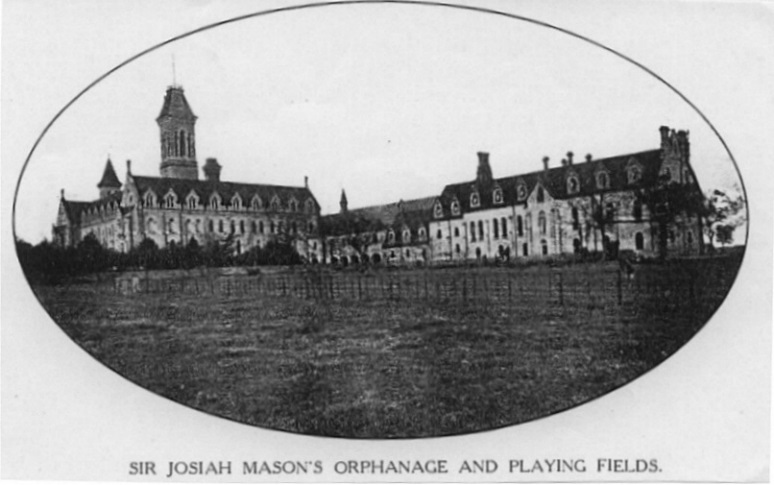 SIR JOSIAH MASON'S ORPHANAGE AND PLAYING FIELDS.